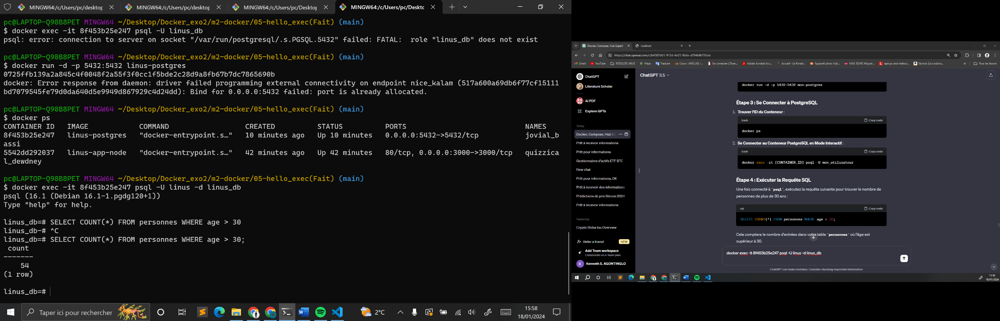 MINGW64:/c/Users/pc/desktop
MINGW64:/c/Users/pc/desktop
MINGW64:/c/Users/pc/Desktop
MINGW64:/c/Users/pc/Deskto
pc@LAPTOP-Q98B8PET MINGW64 ~/Desktop/Docker_exo2/m2-docker/05-hello_exec(Fait) (main)
$ docker exec -it 8f453b25e247 psql -U linus_db
psql: error: connection to server on socket "/var/run/postgresql/.s.PGSQL.5432" failed: FATAL:  role "linus_db" does not exist
pc@LAPTOP-Q98B8PET MINGW64 ~/Desktop/Docker_exo2/m2-docker/05-hello_exec(Fait) (main)
$ docker run -d -p 5432:5432 linus-postgres
0725ffb139a2a845c4f0048f2a55f3f0cc1f5bde2c28d9a8fb67b7dc7865690b
docker: Error response from daemon: driver failed programming external connectivity on endpoint nice_kalam (517a600a69db6f77cf15111
bd7079545fe79d0da640d5e9949d867929c4d24dd): Bind for 0.0.0.0:5432 failed: port is already allocated.
pc@LAPTOP-Q98B8PET MINGW64 ~/Desktop/Docker_exo2/m2-docker/05-hello_exec(Fait) (main)
$ docker ps
CONTAINER ID   IMAGE            COMMAND                  CREATED          STATUS          PORTS                            NAMES
8f453b25e247   linus-postgres   "docker-entrypoint.s…"   10 minutes ago   Up 10 minutes   0.0.0.0:5432->5432/tcp           jovial_b
assi
5542dd292037   linus-app-node   "docker-entrypoint.s…"   42 minutes ago   Up 42 minutes   80/tcp, 0.0.0.0:3000->3000/tcp   quizzica
l_dewdney
pc@LAPTOP-Q98B8PET MINGW64 ~/Desktop/Docker_exo2/m2-docker/05-hello_exec(Fait) (main)
$ docker exec -it 8f453b25e247 psql -U linus -d linus_db
psql (16.1 (Debian 16.1-1.pgdg120+1))
Type "help" for help.
linus_db=# SELECT COUNT(*) FROM personnes WHERE age > 30
linus_db-# ^C
linus_db=# SELECT COUNT(*) FROM personnes WHERE age > 30;
count
-------
54
(1 row)
linus_db=#
Taper ici pour rechercher
2°C
15:58
18/01/2024
Docker, Compose, Hub Expert
localhost
https://chat.openai.com/c/b4387d61-915d-4e25-9b6e-d294bfb72bab
Gmail
YouTube
RESELLER LINUS
Maps
Traduire
Cours : ANGLAIS -...
Se connecter | Étran...
Adobe Acrobat Acc...
Accueil - Le Portail...
Appareil photo Hyb...
MAX JEUNE Migrati...
laptops and netboo...
Stynice 2pcs eclaira...
Tous les favoris
ChatGPT
Literature Scholar
AI PDF
Explore GPTs
Today
Docker, Compose, Hub Ex
Prêt à recevoir informations
Prêt pour informations.
Gestionnaires d'actifs ETF BTC
New chat
Prêt pour informations, OK
Prêt à recevoir des informations
Prédictions de prix Bitcoin 2024
Prêt à recevoir informations
Yesterday
Crypto Shiba Inu Overview
Refer a friend
NEW
Add Team workspace
Collaborate on a Team plan
K
Kenneth S. AGONTINGLO
ChatGPT 3.5
docker run -d -p 5432:5432 mon-postgres
Étape 3 : Se Connecter à PostgreSQL
1. Trouver l'ID du Conteneur :
bash
Copy code
docker ps
2. Se Connecter au Conteneur PostgreSQL en Mode Interactif :
bash
Copy code
docker exec -it [CONTAINER_ID] psql -U mon_utilisateur
Étape 4 : Exécuter la Requête SQL
Une fois connecté à `psql`, exécutez la requête suivante pour trouver le nombre de
personnes de plus de 30 ans :
sql
Copy code
SELECT COUNT(*) FROM personnes WHERE age > 30;
Cela comptera le nombre d'entrées dans votre table `personnes` où l'âge est
supérieur à 30.
docker exec -it 8f453b25e247 psql -U linus -d linus_db
ChatGPT can make mistakes. Consider checking important information.
?
15:58
18/01/2024